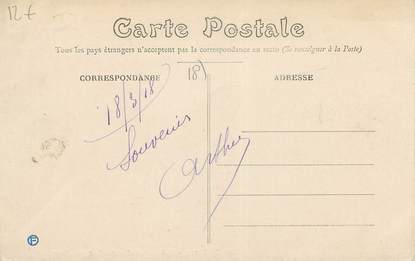 12€
Carte Postale
Tous les pays étrangers n'acceptent pas la correspondance au recto (Se renseigner à la Poste)
CORRESPONDANCE
ADRESSE
18)
18/3/18
Souvenir
Arthur